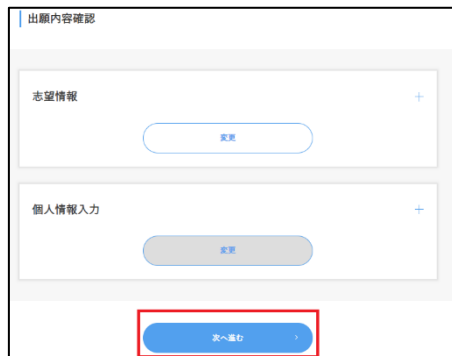 出願内容確認
志望情報
変更
個人情報入力
変更
次へ進む